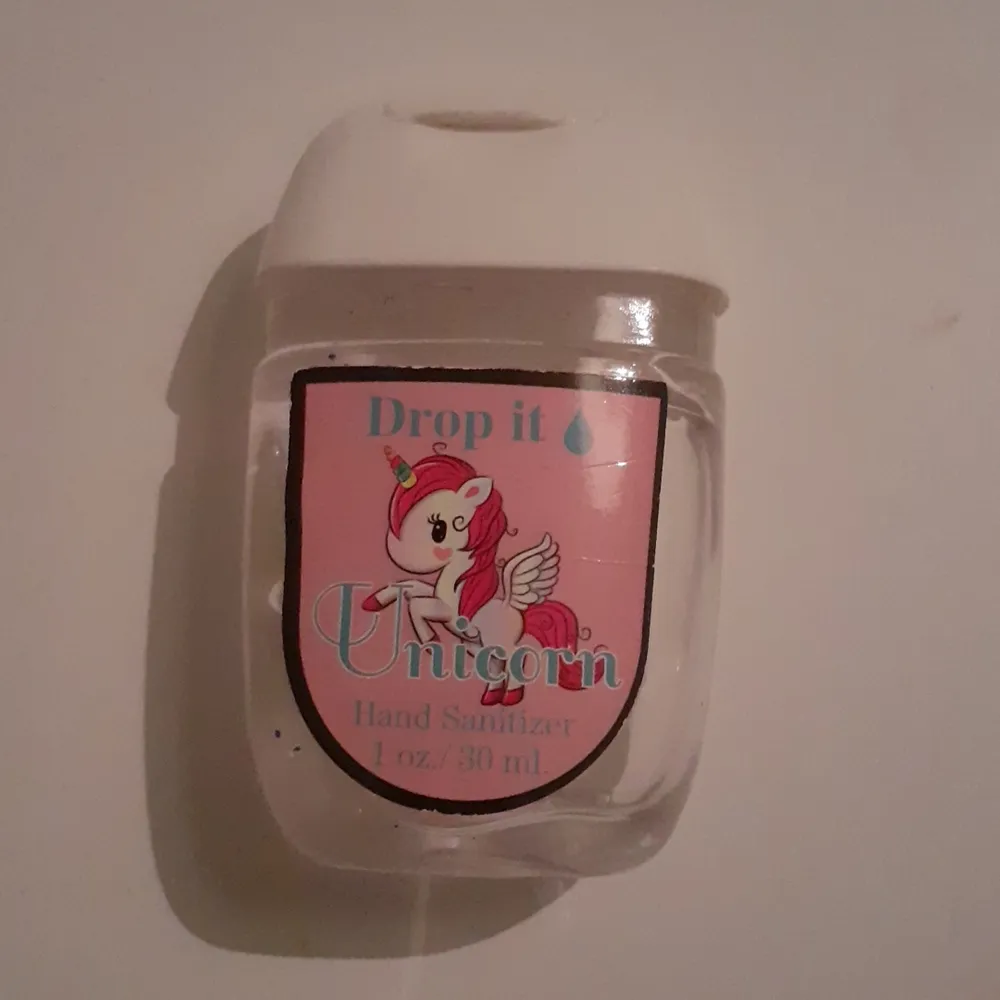 Drop it
Unicorn
Hand Sanitizer
1 oz./ 30 ml.